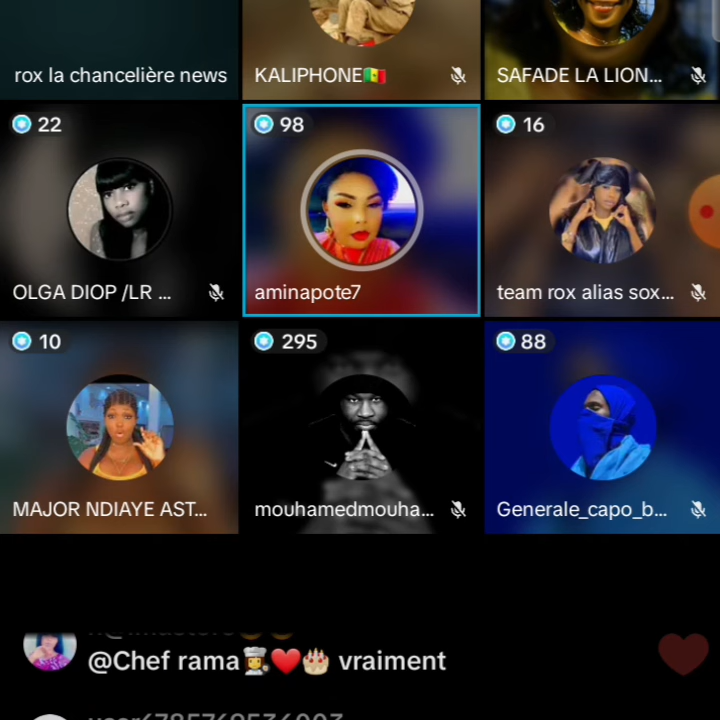 rox la chancelière news
KALIPHONE🇸🇳
SAFADE LA LION...
22
98
16
OLGA DIOP /LR ...
aminapote7
team rox alias sox...
10
295
88
MAJOR NDIAYE AST...
mouhamedmouha...
Generale_capo_b...
@Chef rama👩‍🍳❤️🎂 vraiment